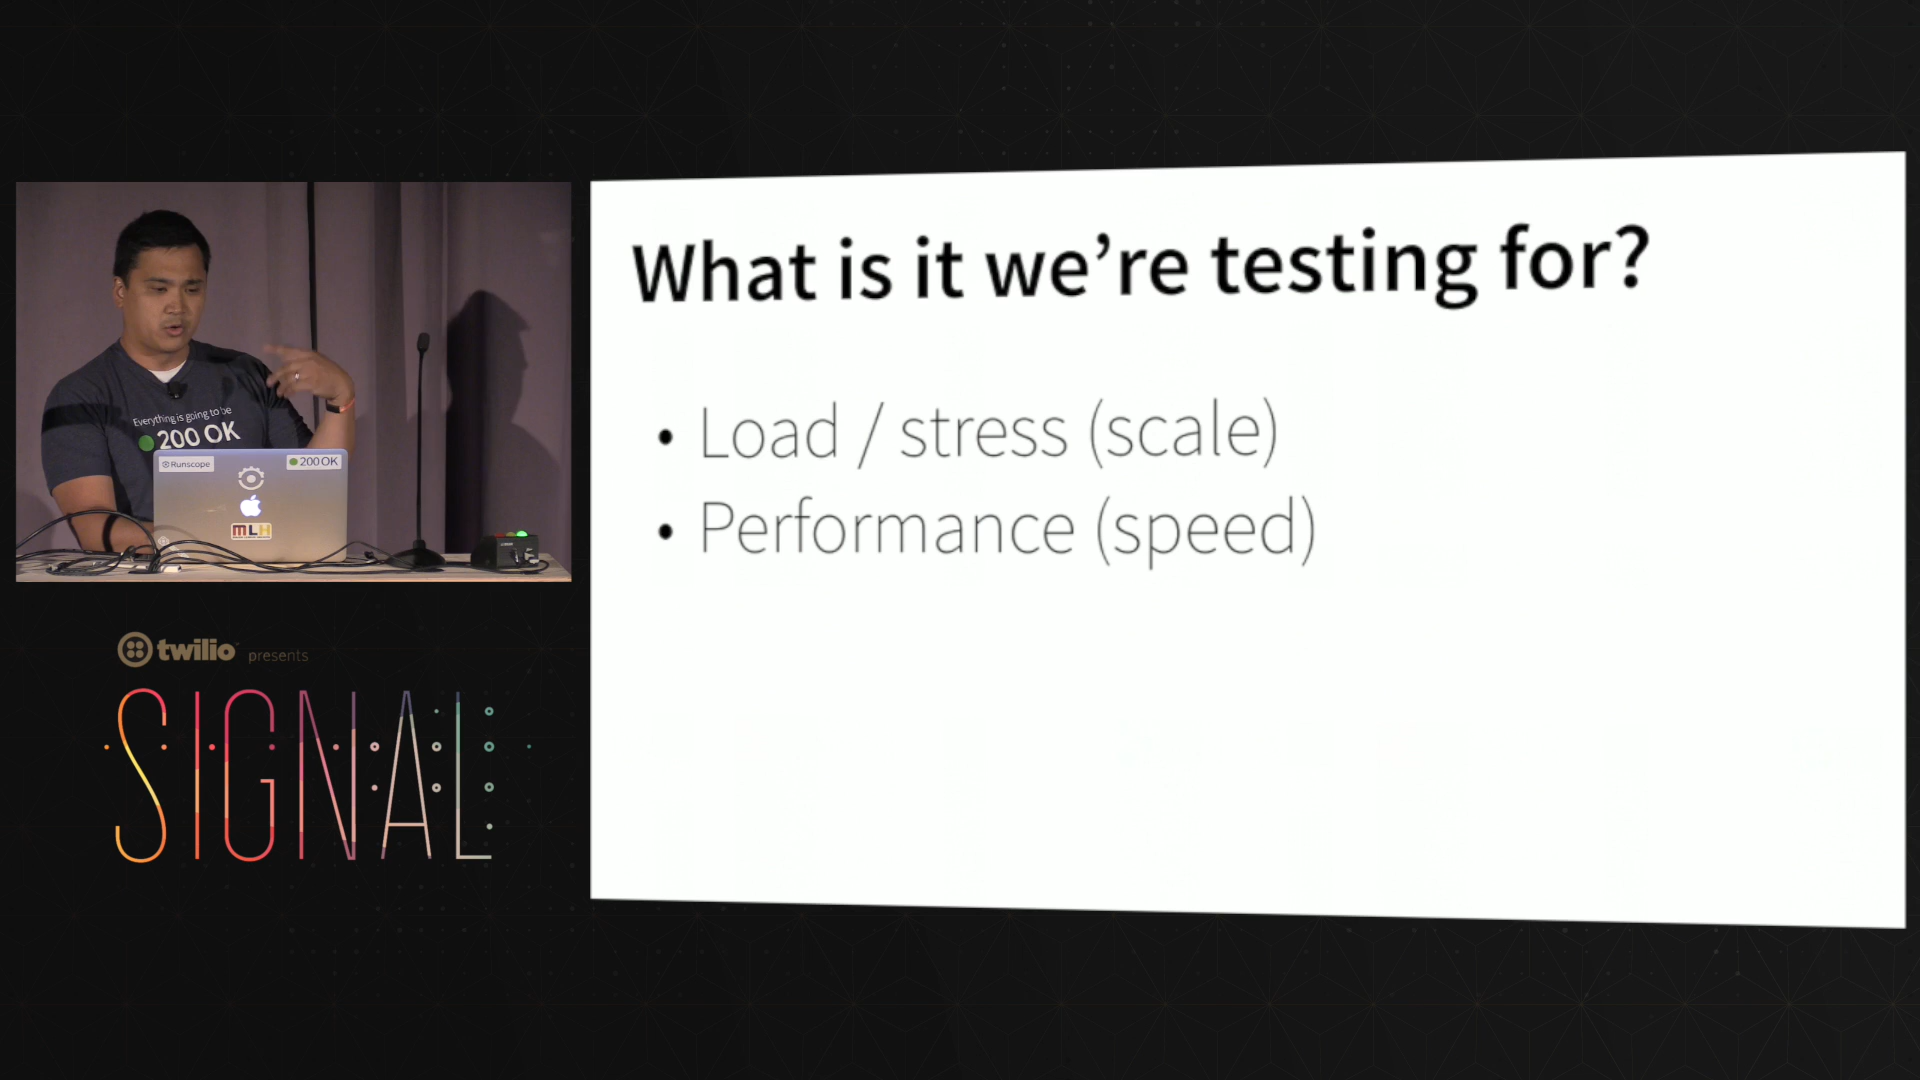 Everything is going to be
200 OK
Runscope
200 OK
MLH
twilio presents
SIGNAL
What is it we’re testing for?
• Load / stress (scale)
• Performance (speed)